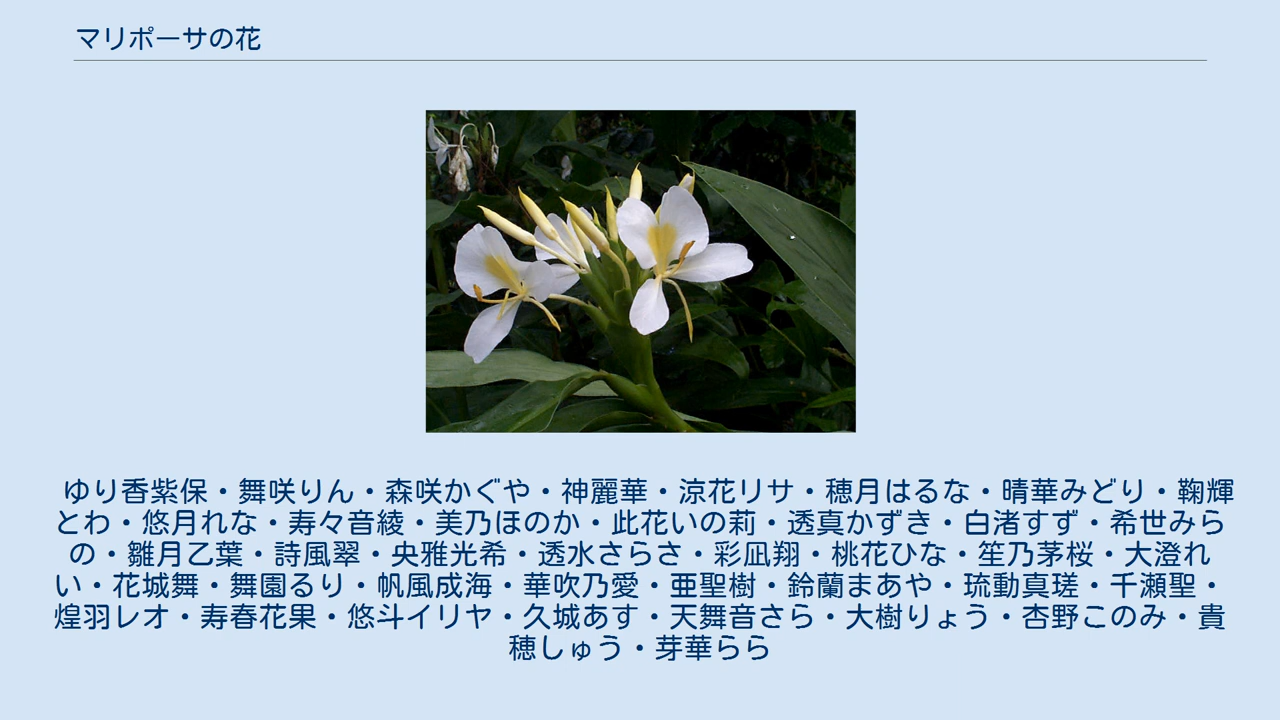 マリポーサの花
ゆり香紫保・舞咲りん・森咲かぐや・神麗華・涼花リサ・穂月はるな・晴華みどり・鞠輝
とわ・悠月れな・寿々音綾・美乃ほのか・此花いの莉・透真かずき・白渚すず・希世みら
の・雛月乙葉・詩風翠・央雅光希・透水さらさ・彩凪翔・桃花ひな・笙乃茅桜・大澄れ
い・花城舞・舞園るり・帆風成海・華吹乃愛・亜聖樹・鈴蘭まあや・琉動真瑳・千瀬聖・
煌羽レオ・寿春花果・悠斗イリヤ・久城あす・天舞音さら・大樹りょう・杏野このみ・貴
穂しゅう・芽華らら